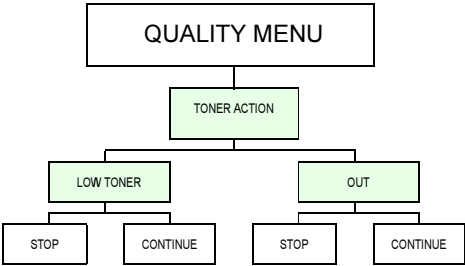 QUALITY MENU
TONER ACTION
LOW TONER
OUT
STOP
CONTINUE
STOP
CONTINUE